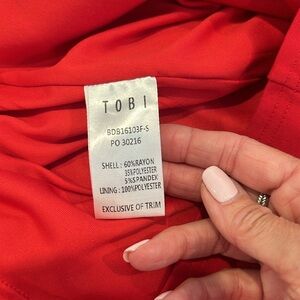 TOBI
BDB16103F-S
PO 30216
SHELL : 60%RAYON
35%POLYESTER
5%SPANDEX
LINING : 100%POLYESTER
EXCLUSIVE OF TRIM